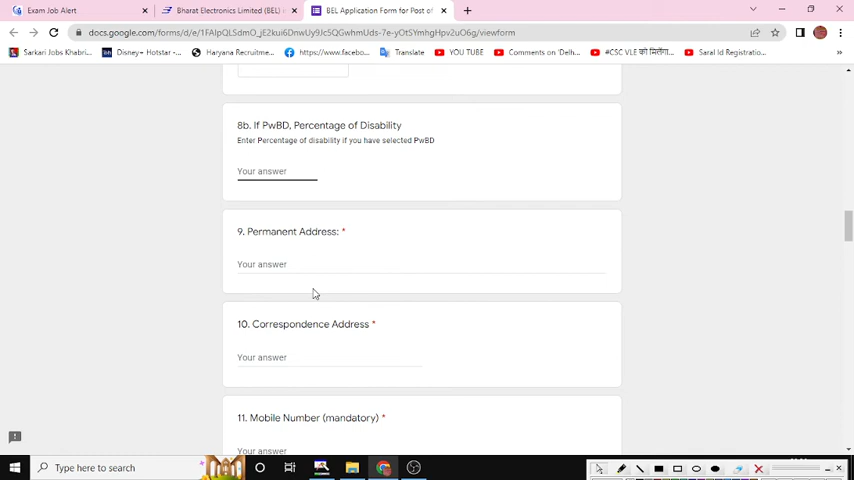 Exam Job Alert
Bharat Electronics Limited (BEL)
BEL Application Form for Post of
docs.google.com/forms/d/e/1FAIpQLSdmO_jE2kui6DnwUy9Jc5QGwhmUds-7e-yOtSYmhgHpv2uO6g/viewform
Sarkari Jobs Khabri...
Disney+ Hotstar -...
Haryana Recruitme...
https://www.facebo...
Translate
YOU TUBE
Comments on 'Delh...
#CSC VLE को मिलेंगा...
Saral Id Registratio...
8b. If PwBD, Percentage of Disability
Enter Percentage of disability if you have selected PwBD
Your answer
9. Permanent Address: *
Your answer
10. Correspondence Address *
Your answer
11. Mobile Number (mandatory) *
Your answer
Type here to search